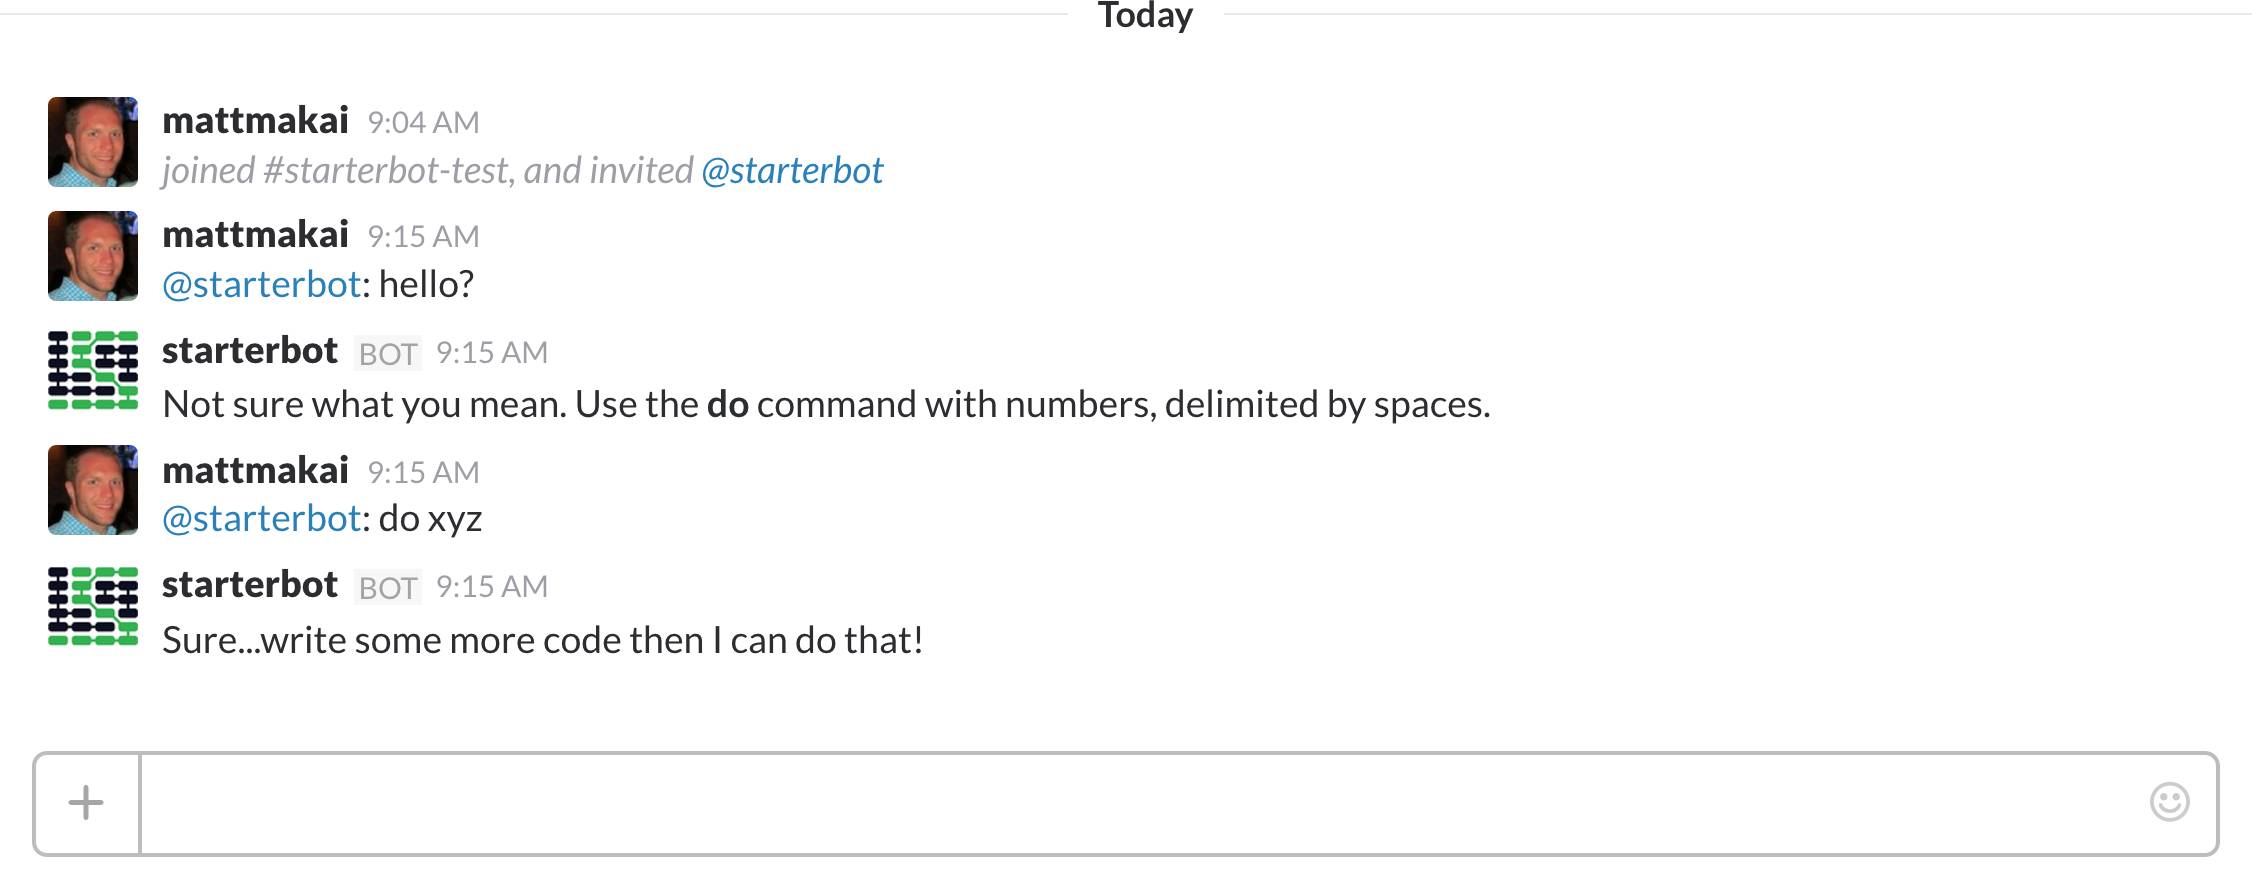 Today
mattmakai 9:04 AM
joined #starterbot-test, and invited @starterbot
mattmakai 9:15 AM
@starterbot: hello?
starterbot BOT 9:15 AM
Not sure what you mean. Use the do command with numbers, delimited by spaces.
mattmakai 9:15 AM
@starterbot: do xyz
starterbot BOT 9:15 AM
Sure...write some more code then I can do that!